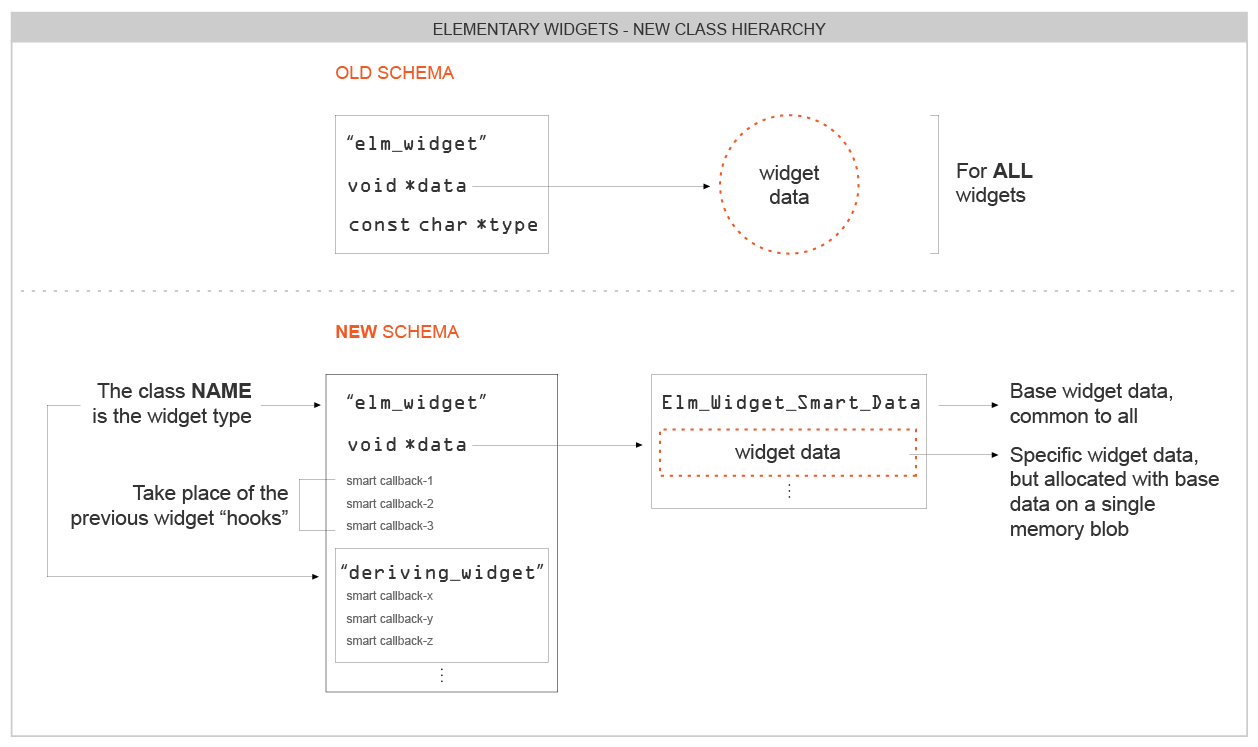 ELEMENTARY WIDGETS - NEW CLASS HIERARCHY
OLD SCHEMA
“elm_widget”
void *data
const char *type
widget
data
For ALL
widgets
NEW SCHEMA
The class NAME
is the widget type
Take place of the
previous widget “hooks”
“elm_widget”
void *data
smart callback-1
smart callback-2
smart callback-3
“deriving_widget”
smart callback-x
smart callback-y
smart callback-z
⋮
Elm_Widget_Smart_Data
widget data
⋮
Base widget data,
common to all
Specific widget data,
but allocated with base
data on a single
memory blob